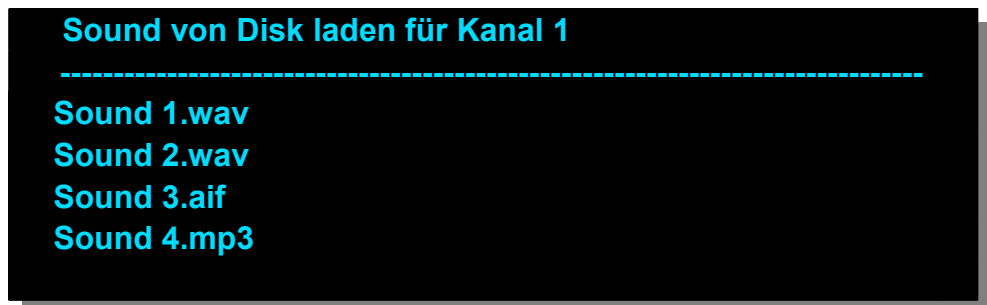 Sound von Disk laden für Kanal 1
---------------------------------------------------------------------------------
Sound 1.wav
Sound 2.wav
Sound 3.aif
Sound 4.mp3